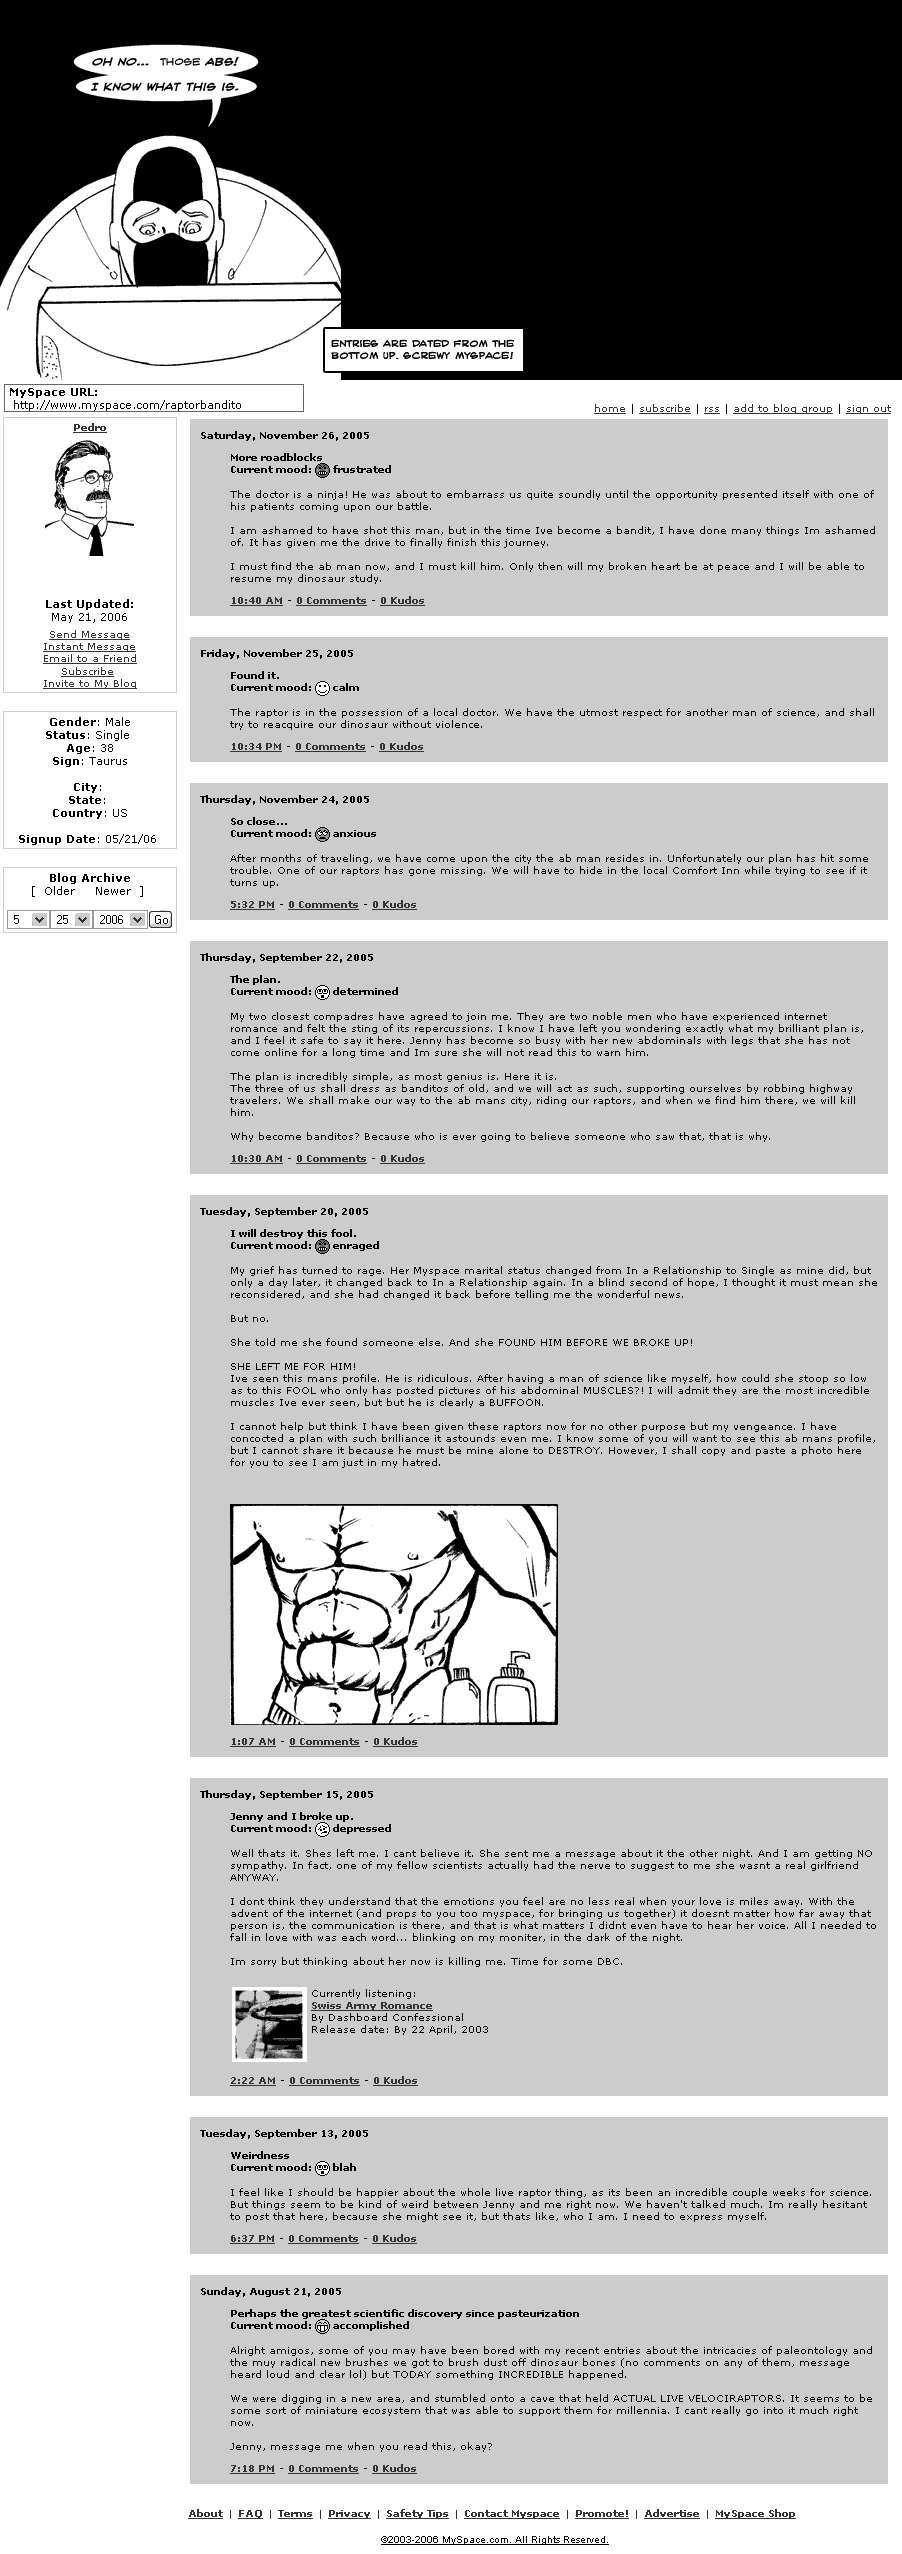 OH NO... THOSE ABS!
I KNOW WHAT THIS IS.
ENTRIES ARE DATED FROM THE
BOTTOM UP. SCREWY MYSPACE!
MySpace URL:
http://www.myspace.com/raptorbandito
home | subscribe | rss | add to blog group | sign out
Pedro
Last Updated:
May 21, 2006
Send Message
Instant Message
Email to a Friend
Subscribe
Invite to My Blog
Gender: Male
Status: Single
Age: 38
Sign: Taurus
City:
State:
Country: US
Signup Date: 05/21/06
Blog Archive
[ Older Newer ]
5 25 2006 Go
Saturday, November 26, 2005
More roadblocks
Current mood: frustrated
The doctor is a ninja! He was about to embarrass us quite soundly until the opportunity presented itself with one of
his patients coming upon our battle.
I am ashamed to have shot this man, but in the time Ive become a bandit, I have done many things Im ashamed
of. It has given me the drive to finally finish this journey.
I must find the ab man now, and I must kill him. Only then will my broken heart be at peace and I will be able to
resume my dinosaur study.
10:40 AM - 0 Comments - 0 Kudos
Friday, November 25, 2005
Found it.
Current mood: calm
The raptor is in the possession of a local doctor. We have the utmost respect for another man of science, and shall
try to reacquire our dinosaur without violence.
10:34 PM - 0 Comments - 0 Kudos
Thursday, November 24, 2005
So close...
Current mood: anxious
After months of traveling, we have come upon the city the ab man resides in. Unfortunately our plan has hit some
trouble. One of our raptors has gone missing. We will have to hide in the local Comfort Inn while trying to see if it
turns up.
5:32 PM - 0 Comments - 0 Kudos
Thursday, September 22, 2005
The plan.
Current mood: determined
My two closest compadres have agreed to join me. They are two noble men who have experienced internet
romance and felt the sting of its repercussions. I know I have left you wondering exactly what my brilliant plan is,
and I feel it safe to say it here. Jenny has become so busy with her new abdominals with legs that she has not
come online for a long time and Im sure she will not read this to warn him.
The plan is incredibly simple, as most genius is. Here it is.
The three of us shall dress as banditos of old, and we will act as such, supporting ourselves by robbing highway
travelers. We shall make our way to the ab mans city, riding our raptors, and when we find him there, we will kill
him.
Why become banditos? Because who is ever going to believe someone who saw that, that is why.
10:30 AM - 0 Comments - 0 Kudos
Tuesday, September 20, 2005
I will destroy this fool.
Current mood: enraged
My grief has turned to rage. Her Myspace marital status changed from In a Relationship to Single as mine did, but
only a day later, it changed back to In a Relationship again. In a blind second of hope, I thought it must mean she
reconsidered, and she had changed it back before telling me the wonderful news.
But no.
She told me she found someone else. And she FOUND HIM BEFORE WE BROKE UP!
SHE LEFT ME FOR HIM!
Ive seen this mans profile. He is ridiculous. After having a man of science like myself, how could she stoop so low
as to this FOOL who only has posted pictures of his abdominal MUSCLES?! I will admit they are the most incredible
muscles Ive ever seen, but but he is clearly a BUFFOON.
I cannot help but think I have been given these raptors now for no other purpose but my vengeance. I have
concocted a plan with such brilliance it astounds even me. I know some of you will want to see this ab mans profile,
but I cannot share it because he must be mine alone to DESTROY. However, I shall copy and paste a photo here
for you to see I am just in my hatred.
1:07 AM - 0 Comments - 0 Kudos
Thursday, September 15, 2005
Jenny and I broke up.
Current mood: depressed
Well thats it. Shes left me. I cant believe it. She sent me a message about it the other night. And I am getting NO
sympathy. In fact, one of my fellow scientists actually had the nerve to suggest to me she wasnt a real girlfriend
ANYWAY.
I dont think they understand that the emotions you feel are no less real when your love is miles away. With the
advent of the internet (and props to you too myspace, for bringing us together) it doesnt matter how far away that
person is, the communication is there, and that is what matters I didnt even have to hear her voice. All I needed to
fall in love with was each word... blinking on my moniter, in the dark of the night.
Im sorry but thinking about her now is killing me. Time for some DBC.
Currently listening:
Swiss Army Romance
By Dashboard Confessional
Release date: By 22 April, 2003
2:22 AM - 0 Comments - 0 Kudos
Tuesday, September 13, 2005
Weirdness
Current mood: blah
I feel like I should be happier about the whole live raptor thing, as its been an incredible couple weeks for science.
But things seem to be kind of weird between Jenny and me right now. We haven't talked much. Im really hesitant
to post that here, because she might see it, but thats like, who I am. I need to express myself.
6:37 PM - 0 Comments - 0 Kudos
Sunday, August 21, 2005
Perhaps the greatest scientific discovery since pasteurization
Current mood: accomplished
Alright amigos, some of you may have been bored with my recent entries about the intricacies of paleontology and
the muy radical new brushes we got to brush dust off dinosaur bones (no comments on any of them, message
heard loud and clear lol) but TODAY something INCREDIBLE happened.
We were digging in a new area, and stumbled onto a cave that held ACTUAL LIVE VELOCIRAPTORS. It seems to be
some sort of miniature ecosystem that was able to support them for millennia. I cant really go into it much right
now.
Jenny, message me when you read this, okay?
7:18 PM - 0 Comments - 0 Kudos
About | FAQ | Terms | Privacy | Safety Tips | Contact Myspace | Promote! | Advertise | MySpace Shop
©2003-2006 MySpace.com. All Rights Reserved.